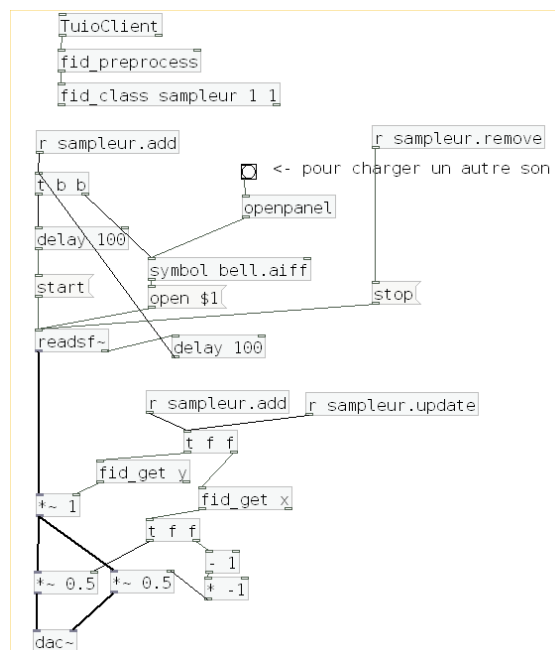 TuioClient
fid_preprocess
fid_class sampleur 1 1
r sampleur.add
r sampleur.remove
<- pour charger un autre son
t b b
openpanel
delay 100
symbol bell.aiff
start
open $1
stop
readsf~
delay 100
r sampleur.add
r sampleur.update
t f f
fid_get y
fid_get x
*~ 1
t f f
- 1
*~ 0.5
*~ 0.5
* -1
dac~